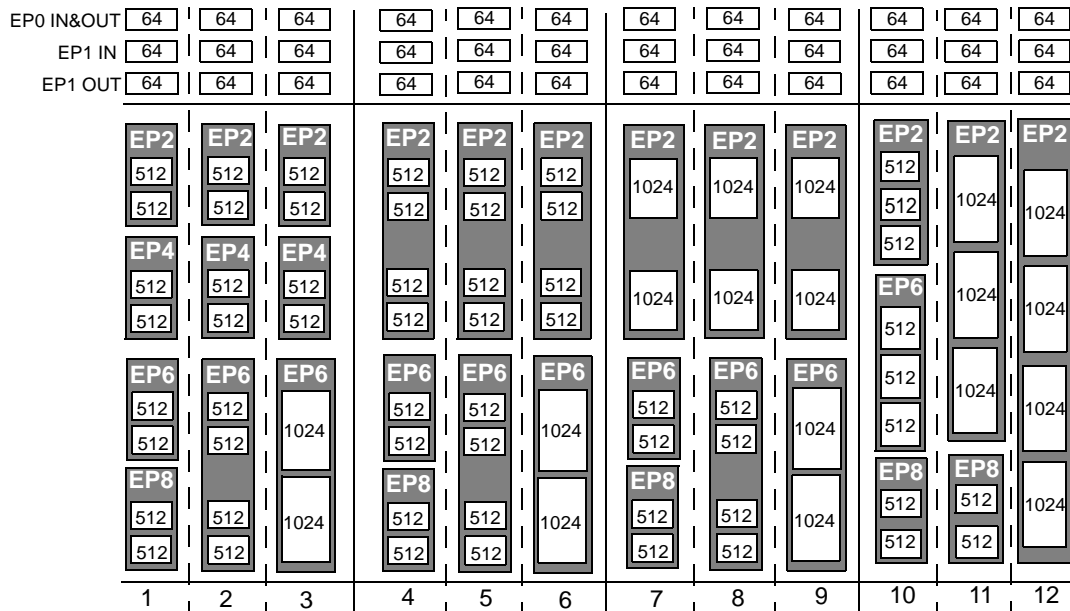 EP0 IN&OUT 64 64 64 64 64 64 64 64 64 64 64 64
EP1 IN 64 64 64 64 64 64 64 64 64 64 64 64
EP1 OUT 64 64 64 64 64 64 64 64 64 64 64 64
EP2 EP2 EP2 EP2 EP2 EP2 EP2 EP2 EP2 EP2 EP2 EP2
512 512 512 512 512 512 1024 1024 1024 512
512 512 512 512 512 512 512 1024 1024
512
EP4 EP4 EP4
512 512 512 512 512 512 1024 1024 1024 EP6 1024 1024
512 512 512 512 512 512 512
EP6 EP6 EP6 EP6 EP6 EP6 EP6 EP6 EP6 512
512 512 512 512 512 512 1024 1024
1024 1024 1024 512
512 512 512 512 512 512
EP8 EP8 EP8 EP8 EP8
512 512 1024 512 512 1024 512 512 1024 512 512 1024
512 512 512 512 512 512 512 512
1 2 3 4 5 6 7 8 9 10 11 12